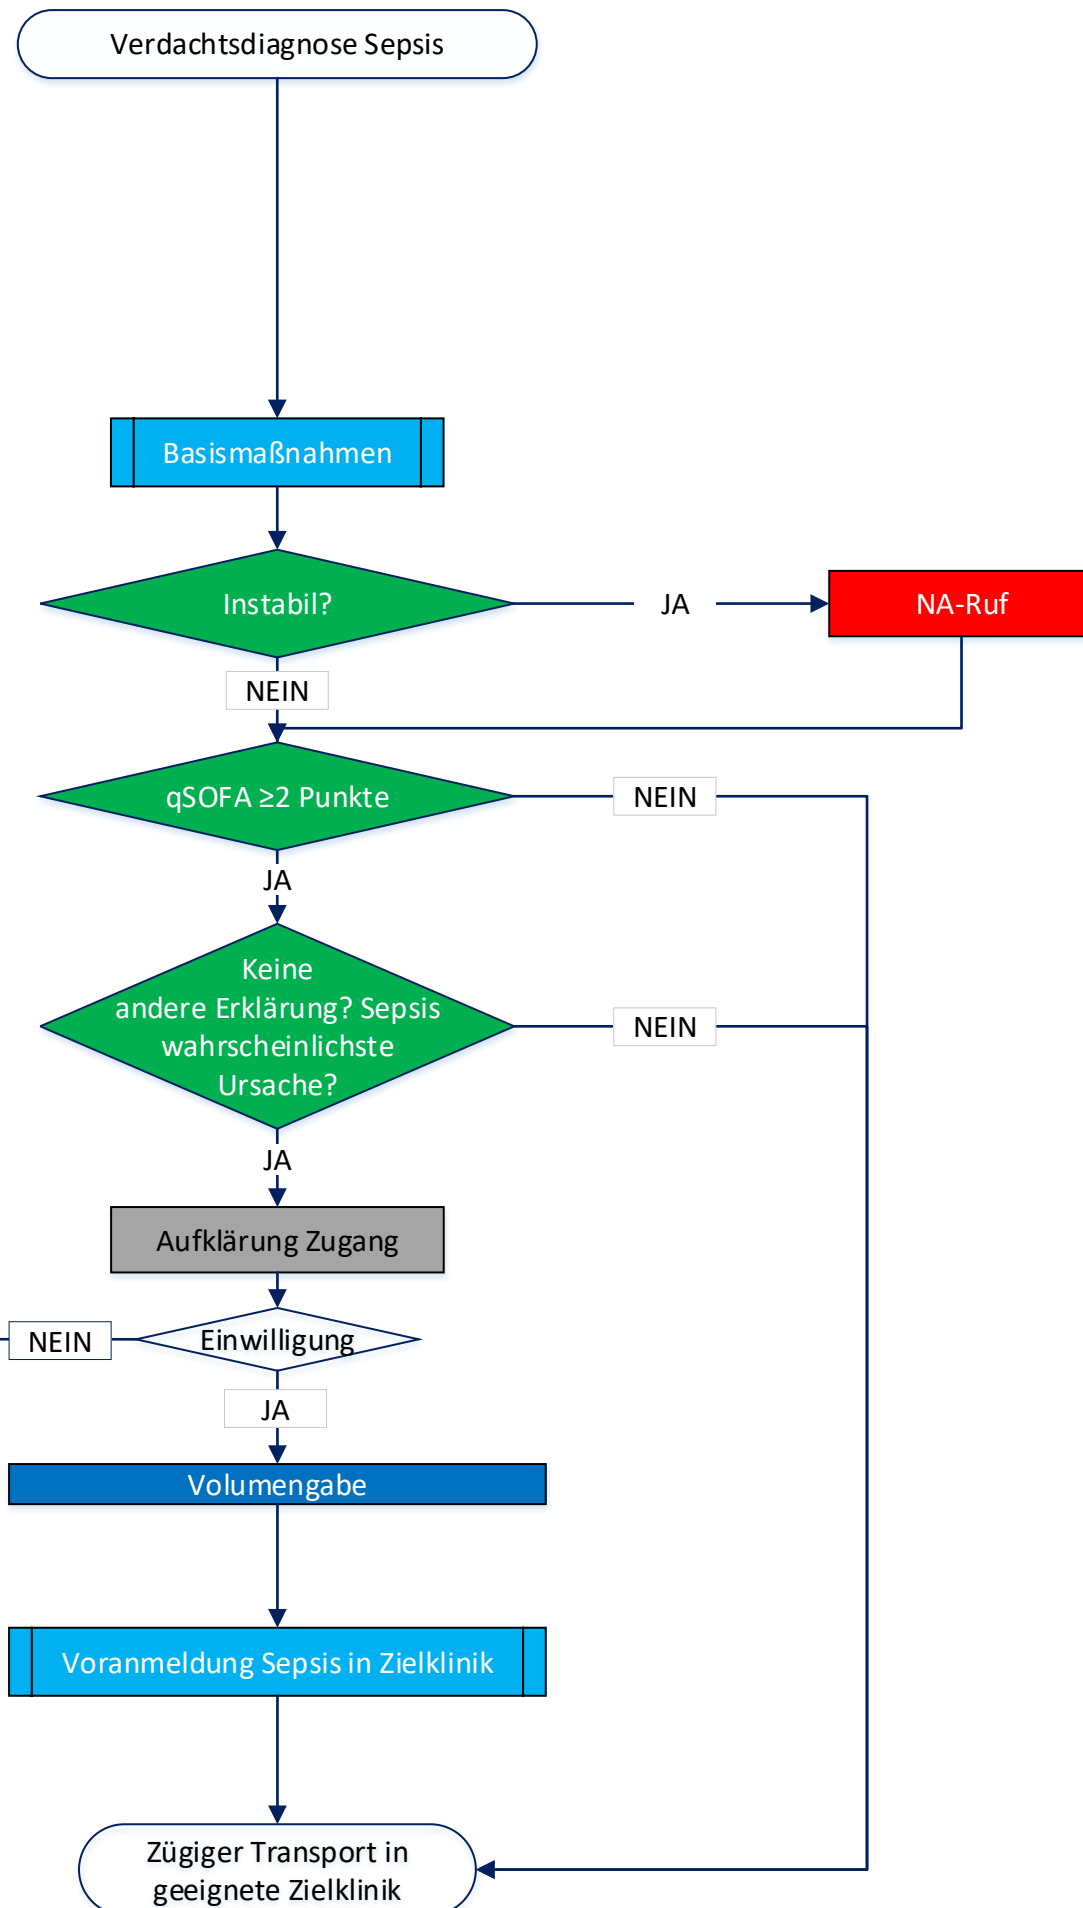 Verdachtsdiagnose Sepsis
Basismaßnahmen
Instabil?
JA
NA-Ruf
NEIN
qSOFA ≥2 Punkte
NEIN
JA
Keine
andere Erklärung? Sepsis
wahrscheinlichste
Ursache?
NEIN
JA
Aufklärung Zugang
NEIN
Einwilligung
JA
Volumengabe
Voranmeldung Sepsis in Zielklinik
Zügiger Transport in
geeignete Zielklinik